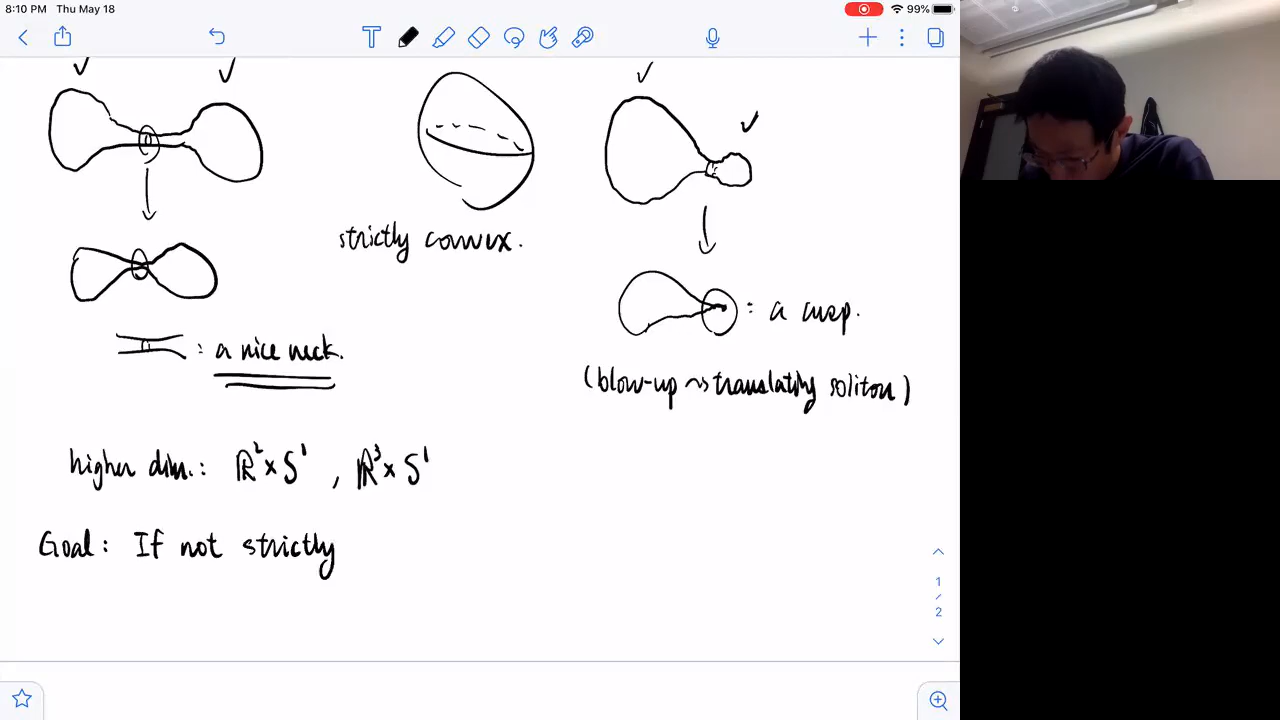 8:10 PM Thu May 18
99%
strictly convex.
: a cusp.
: a nice neck.
(blow-up ⇝ translating soliton)
higher dim.: ℝ² × S¹, ℝ³ × S¹
Goal: If not strictly
1
/
2